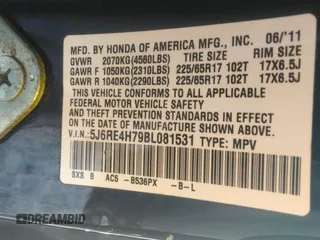 MFD. BY HONDA OF AMERICA MFG., INC. 06/'11
GVWR 2070KG(4560LBS) TIRE SIZE RIM SIZE
GAWR F 1050KG(2310LBS) 225/65R17 102T 17X6.5J
GAWR R 1040KG(2290LBS) 225/65R17 102T 17X6.5J
THIS VEHICLE CONFORMS TO ALL APPLICABLE
FEDERAL MOTOR VEHICLE SAFETY AND
THEFT PREVENTION STANDARDS IN EFFECT ON
THE DATE OF MANUFACTURE SHOWN ABOVE.
V.I.N: 5J6RE4H79BL081531 TYPE: MPV
SXS B AC5 - B536PX - B-L
DREAMBID